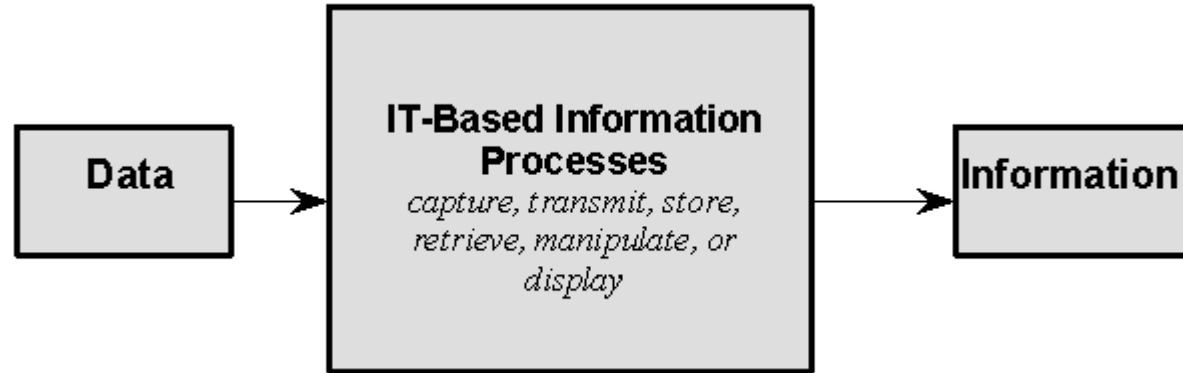 Data
IT-Based Information
Processes
capture, transmit, store,
retrieve, manipulate, or
display
Information